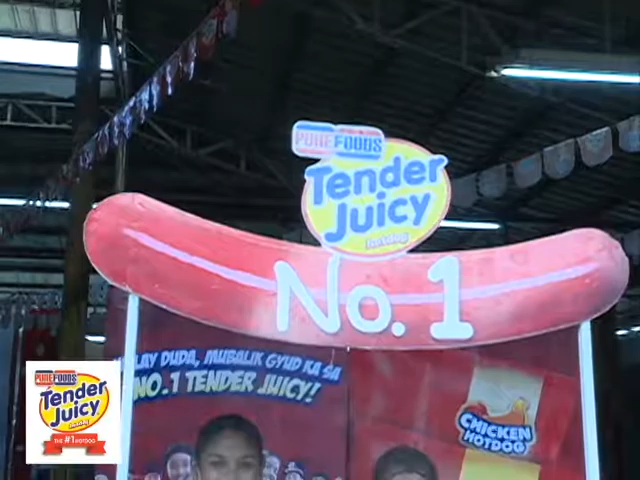 PUREFOODS
Tender
Juicy
hotdog
No. 1
LAY DUDA, MUBALIK GYUD KA SA
NO. 1 TENDER JUICY!
CHICKEN
HOTDOG
PUREFOODS
Tender
Juicy
hotdog
THE #1 HOTDOG